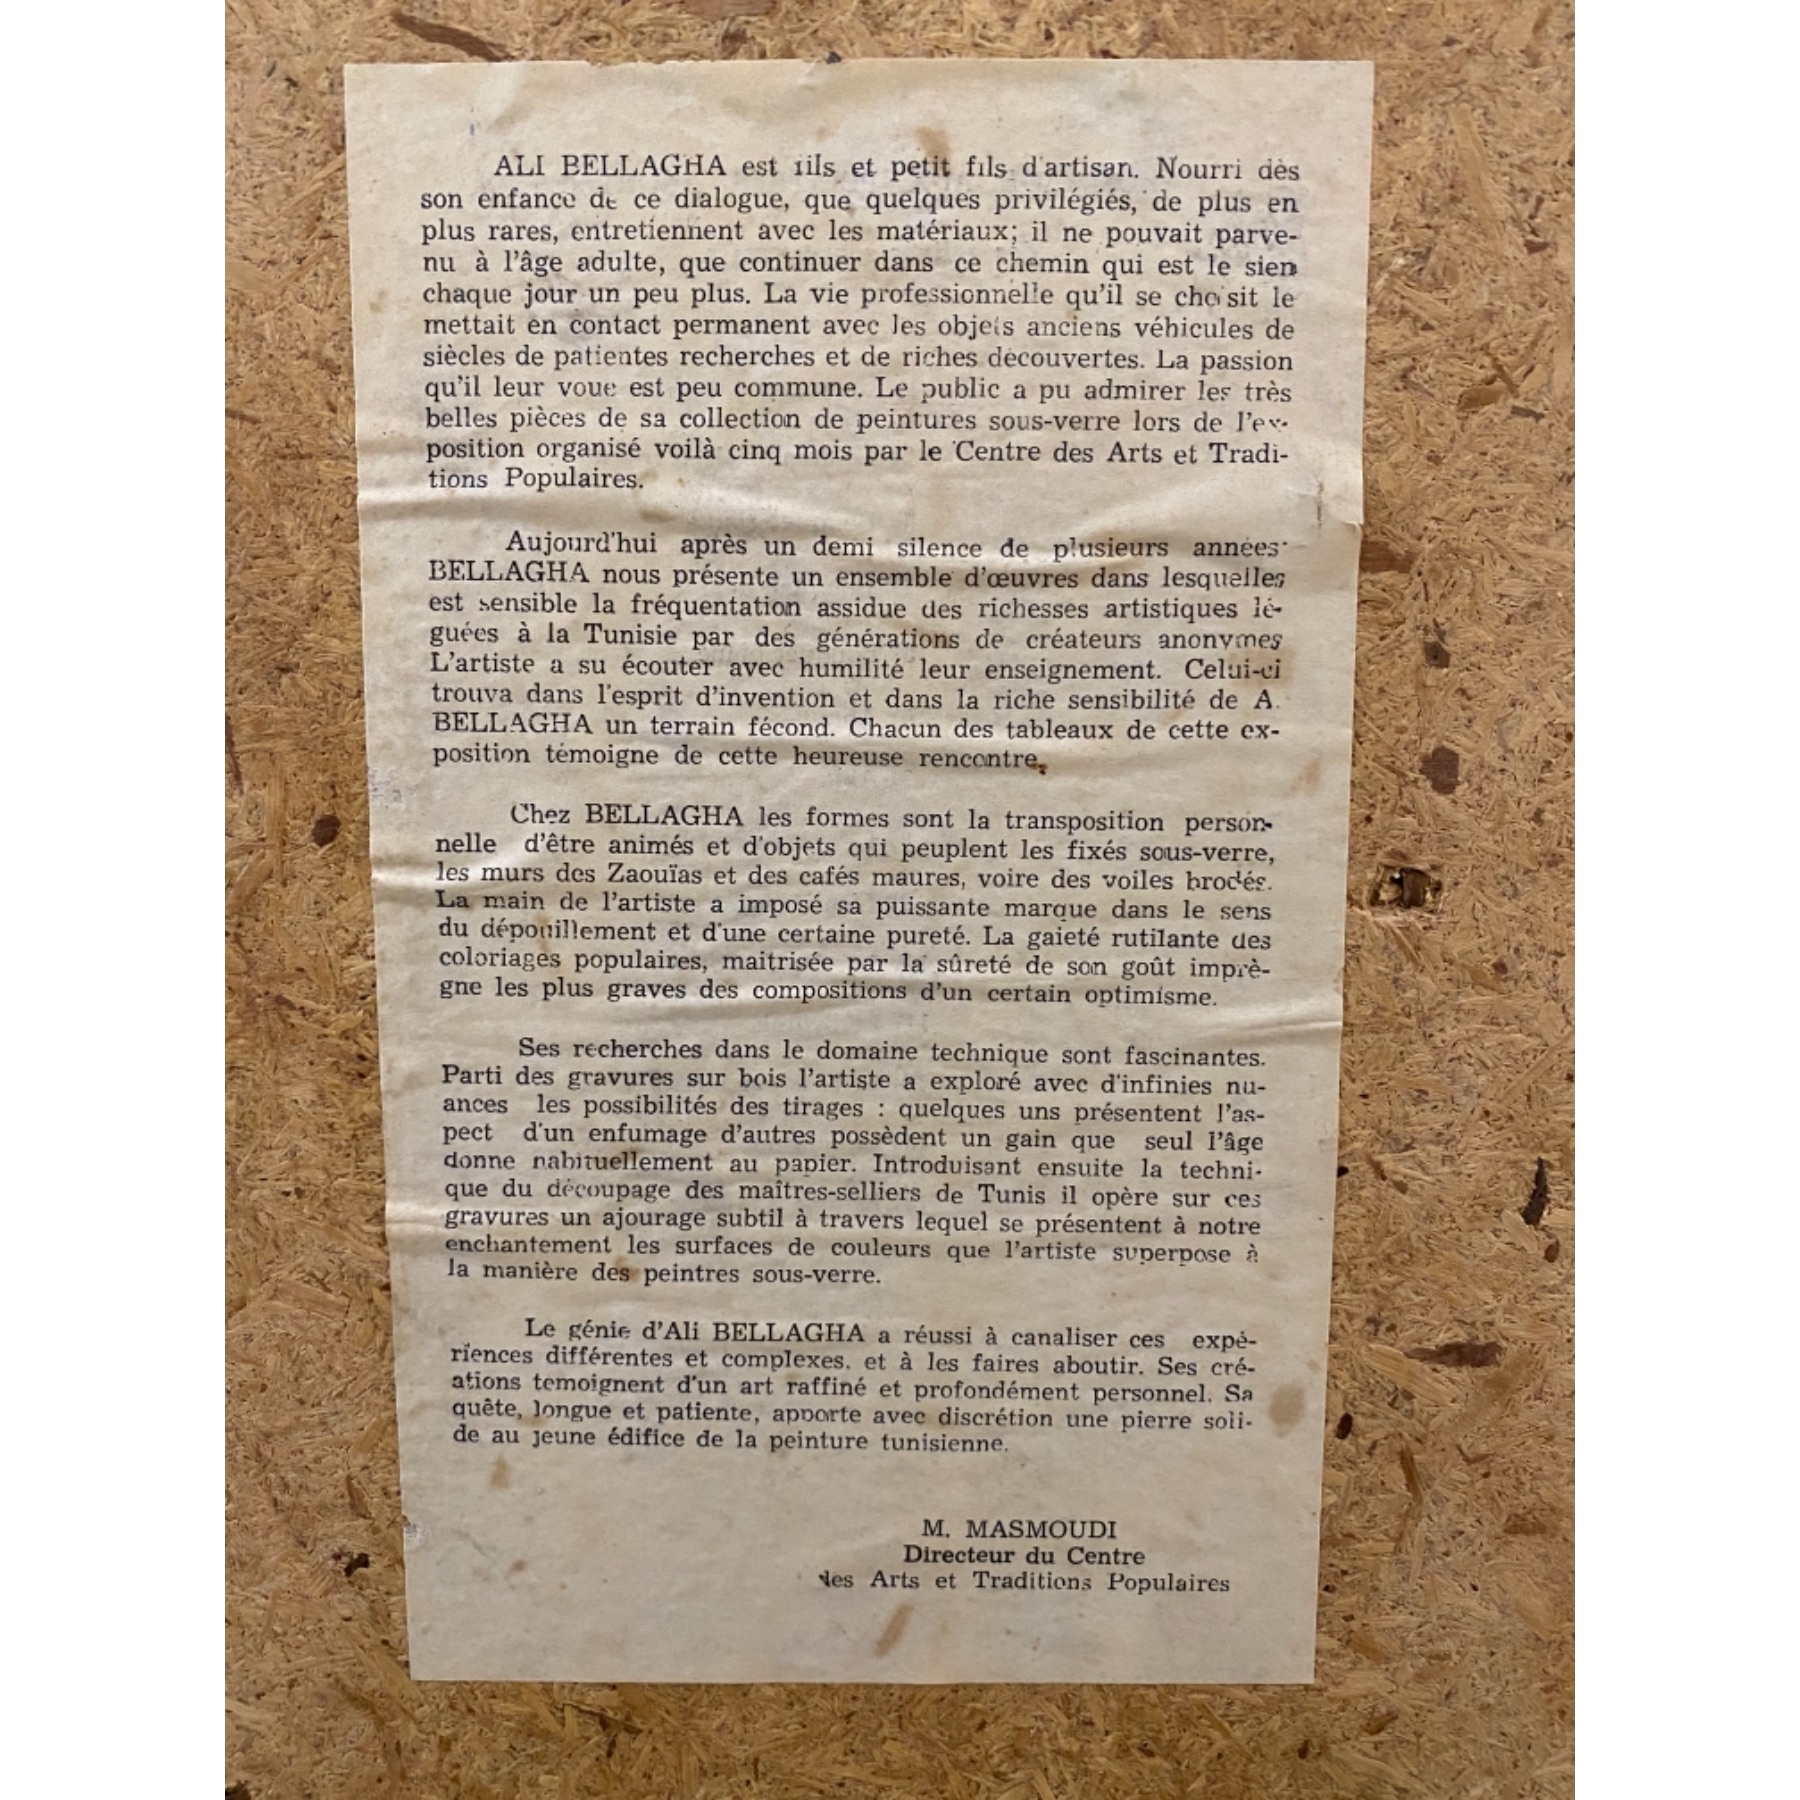 ALI BELLAGHA est fils et petit fils d'artisan. Nourri dès
son enfance de ce dialogue, que quelques privilégiés, de plus en
plus rares, entretiennent avec les matériaux; il ne pouvait parve-
nu à l'âge adulte, que continuer dans ce chemin qui est le sien
chaque jour un peu plus. La vie professionnelle qu'il se choisit le
mettait en contact permanent avec les objets anciens véhicules de
siècles de patientes recherches et de riches découvertes. La passion
qu'il leur voue est peu commune. Le public a pu admirer les très
belles pièces de sa collection de peintures sous-verre lors de l'ex-
position organisé voilà cinq mois par le Centre des Arts et Tradi-
tions Populaires.
Aujourd'hui après un demi silence de plusieurs années
BELLAGHA nous présente un ensemble d'œuvres dans lesquelles
est sensible la fréquentation assidue des richesses artistiques lé-
guées à la Tunisie par des générations de créateurs anonymes
L'artiste a su écouter avec humilité leur enseignement. Celui-ci
trouva dans l'esprit d'invention et dans la riche sensibilité de A.
BELLAGHA un terrain fécond. Chacun des tableaux de cette ex-
position témoigne de cette heureuse rencontre.
Chez BELLAGHA les formes sont la transposition person-
nelle d'être animés et d'objets qui peuplent les fixés sous-verre,
les murs des Zaouïas et des cafés maures, voire des voiles brodés.
La main de l'artiste a imposé sa puissante marque dans le sens
du dépouillement et d'une certaine pureté. La gaieté rutilante des
coloriages populaires, maitrisée par la sûreté de son goût imprè-
gne les plus graves des compositions d'un certain optimisme.
Ses recherches dans le domaine technique sont fascinantes.
Parti des gravures sur bois l'artiste a exploré avec d'infinies nu-
ances les possibilités des tirages : quelques uns présentent l'as-
pect d'un enfumage d'autres possèdent un gain que seul l'âge
donne habituellement au papier. Introduisant ensuite la techni-
que du découpage des maîtres-selliers de Tunis il opère sur ces
gravures un ajourage subtil à travers lequel se présentent à notre
enchantement les surfaces de couleurs que l'artiste superpose à
la manière des peintres sous-verre.
Le génie d'Ali BELLAGHA a réussi à canaliser ces expé-
riences différentes et complexes. et à les faires aboutir. Ses cré-
ations temoignent d'un art raffiné et profondément personnel. Sa
quête, longue et patiente, apporte avec discrétion une pierre soli-
de au jeune édifice de la peinture tunisienne.
M. MASMOUDI
Directeur du Centre
des Arts et Traditions Populaires